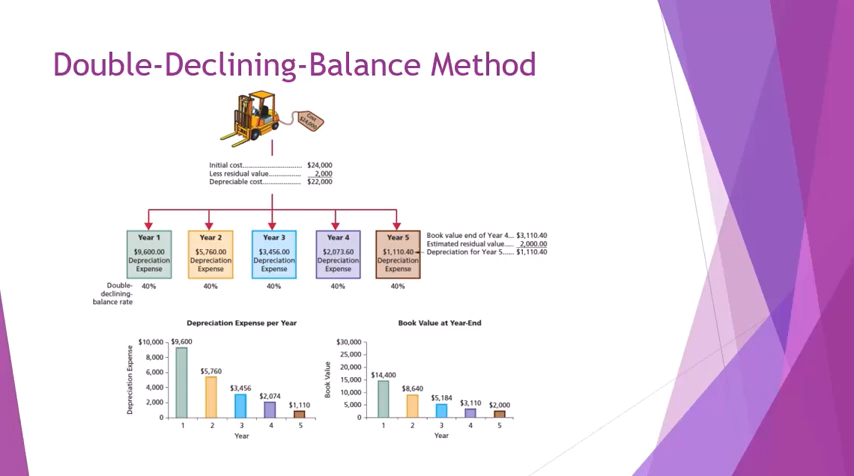 Double-Declining-Balance Method
Cost
$24,000
Initial cost.............................. $24,000
Less residual value................ 2,000
Depreciable cost................... $22,000
Year 1
$9,600.00
Depreciation
Expense
Year 2
$5,760.00
Depreciation
Expense
Year 3
$3,456.00
Depreciation
Expense
Year 4
$2,073.60
Depreciation
Expense
Year 5
$1,110.40
Depreciation
Expense
Book value end of Year 4... $3,110.40
Estimated residual value..... 2,000.00
Depreciation for Year 5...... $1,110.40
Double-
declining-
balance rate
40% 40% 40% 40% 40%
Depreciation Expense per Year
Depreciation Expense
$10,000
8,000
6,000
4,000
2,000
0
$9,600
$5,760
$3,456
$2,074
$1,110
1 2 3 4 5
Year
Book Value at Year-End
Book Value
$30,000
25,000
20,000
15,000
10,000
5,000
0
$14,400
$8,640
$5,184
$3,110
$2,000
1 2 3 4 5
Year